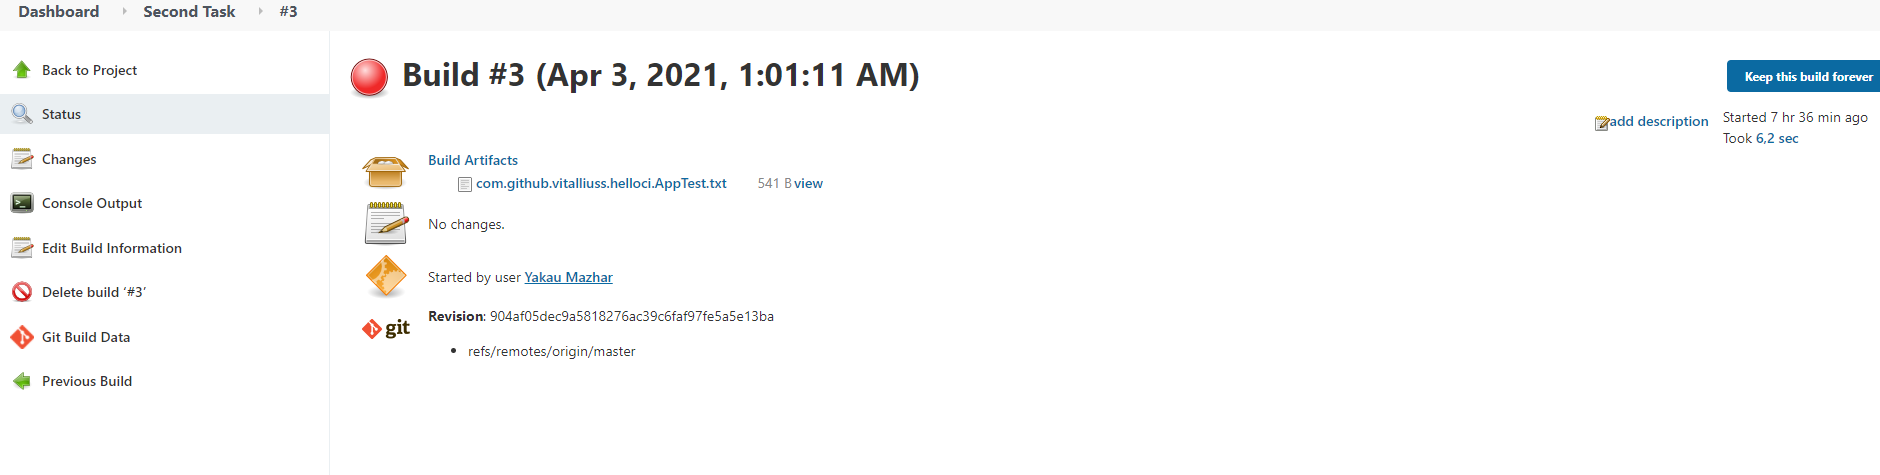 Dashboard Second Task #3
Back to Project
Status
Changes
Console Output
Edit Build Information
Delete build ‘#3’
Git Build Data
Previous Build
Build #3 (Apr 3, 2021, 1:01:11 AM)
Keep this build forever
add description
Started 7 hr 36 min ago
Took 6,2 sec
Build Artifacts
com.github.vitalliuss.helloci.AppTest.txt 541 B view
No changes.
Started by user Yakau Mazhar
git
Revision: 904af05dec9a5818276ac39c6faf97fe5a5e13ba
refs/remotes/origin/master